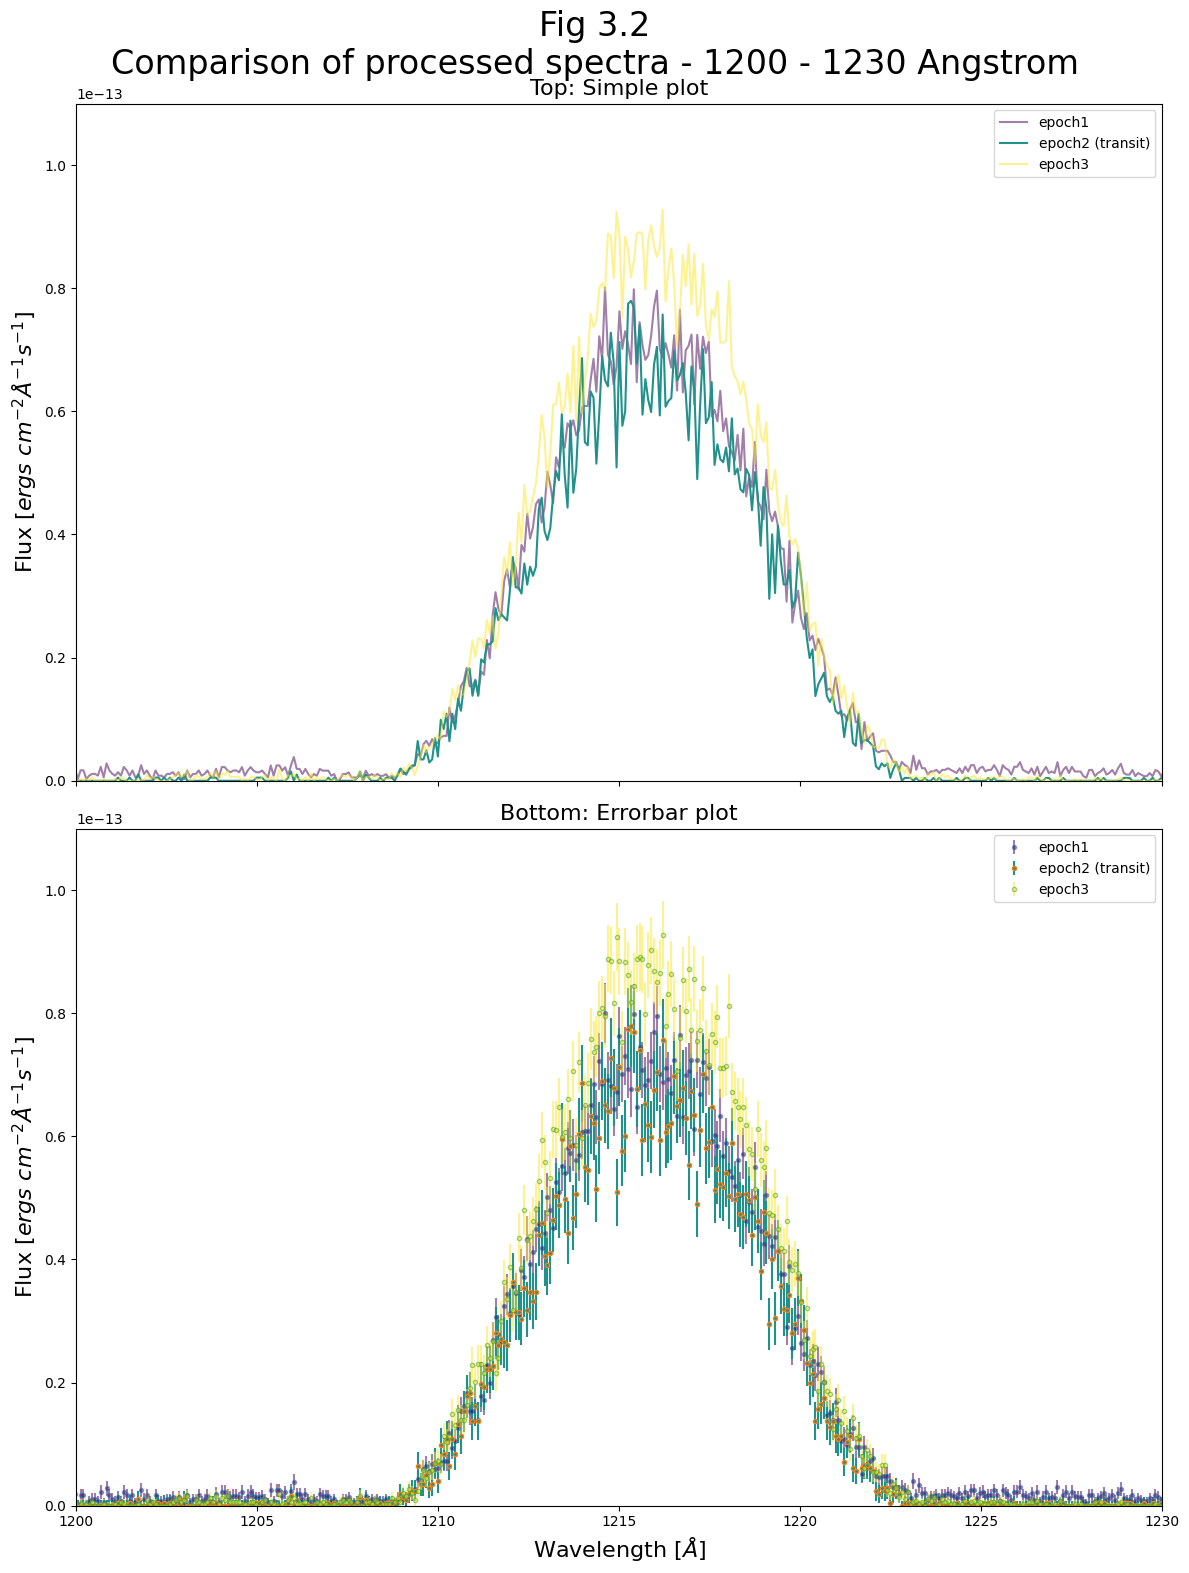 Fig 3.2
Comparison of processed spectra - 1200 - 1230 Angstrom
Top: Simple plot
1e−13
epoch1
epoch2 (transit)
epoch3
1.0
0.8
0.6
0.4
0.2
0.0
Flux [ergs cm⁻²Å⁻¹s⁻¹]
Bottom: Errorbar plot
1e−13
epoch1
epoch2 (transit)
epoch3
1.0
0.8
0.6
0.4
0.2
0.0
Flux [ergs cm⁻²Å⁻¹s⁻¹]
1200 1205 1210 1215 1220 1225 1230
Wavelength [Å]